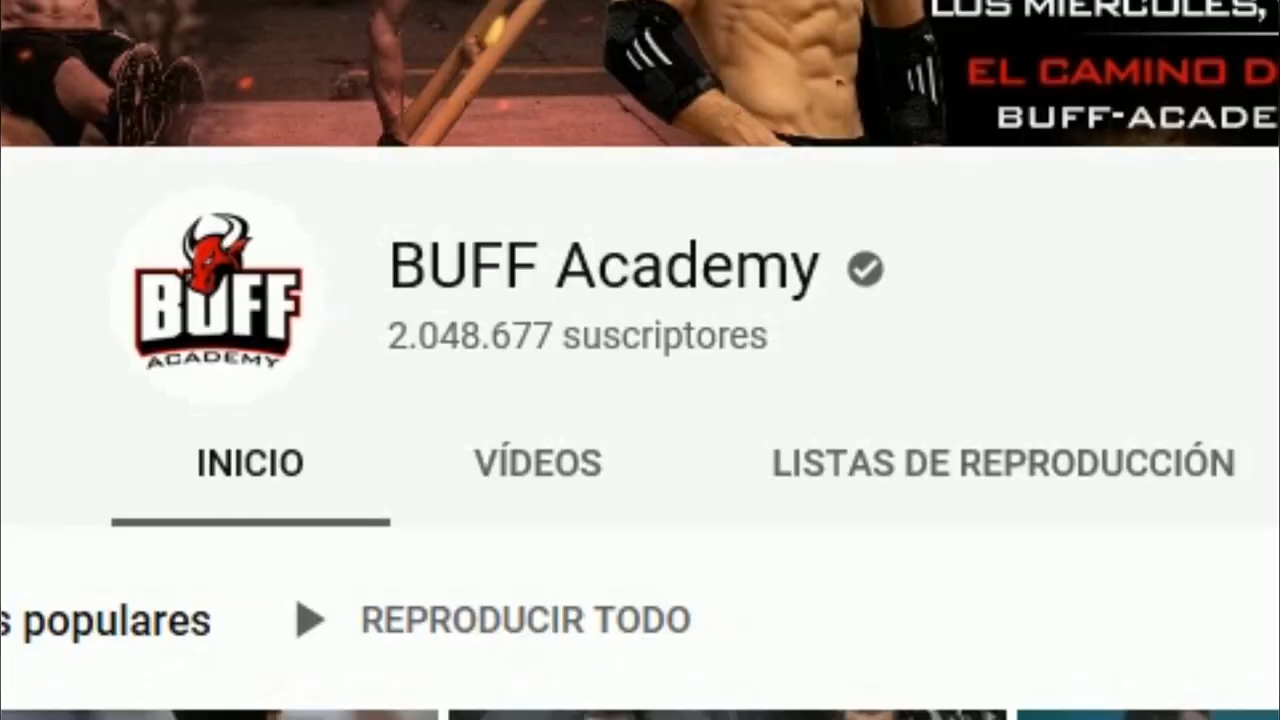 LOS MIÉRCOLES,
EL CAMINO D
BUFF-ACADE
BUFF
ACADEMY
BUFF Academy
2.048.677 suscriptores
INICIO
VÍDEOS
LISTAS DE REPRODUCCIÓN
s populares
REPRODUCIR TODO